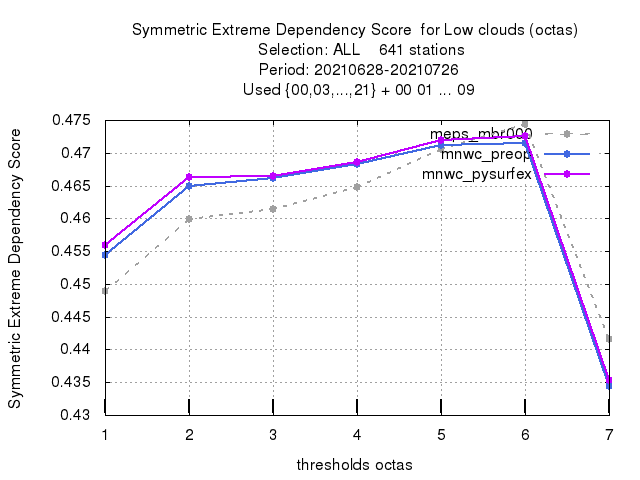 Symmetric Extreme Dependency Score  for Low clouds (octas)
Selection: ALL    641 stations
Period: 20210628-20210726
Used {00,03,...,21} + 00 01 ... 09
Symmetric Extreme Dependency Score
0.475
0.47
0.465
0.46
0.455
0.45
0.445
0.44
0.435
0.43
meps_mbr000
mnwc_preop
mnwc_pysurfex
1 2 3 4 5 6 7
thresholds octas